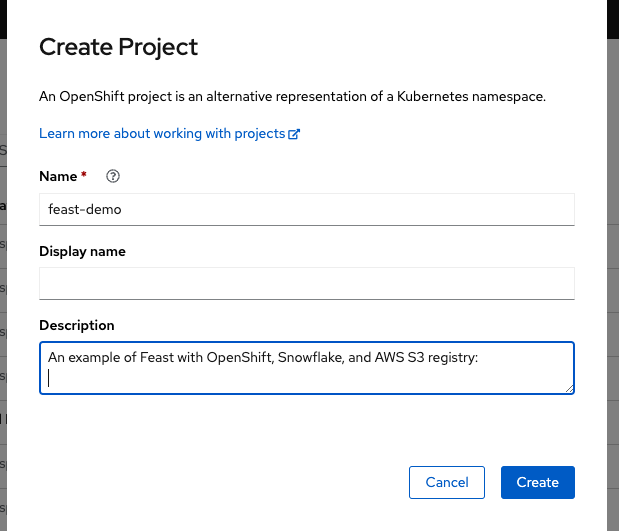 Create Project
An OpenShift project is an alternative representation of a Kubernetes namespace.
Learn more about working with projects
Name *
feast-demo
Display name
Description
An example of Feast with OpenShift, Snowflake, and AWS S3 registry:
Cancel
Create